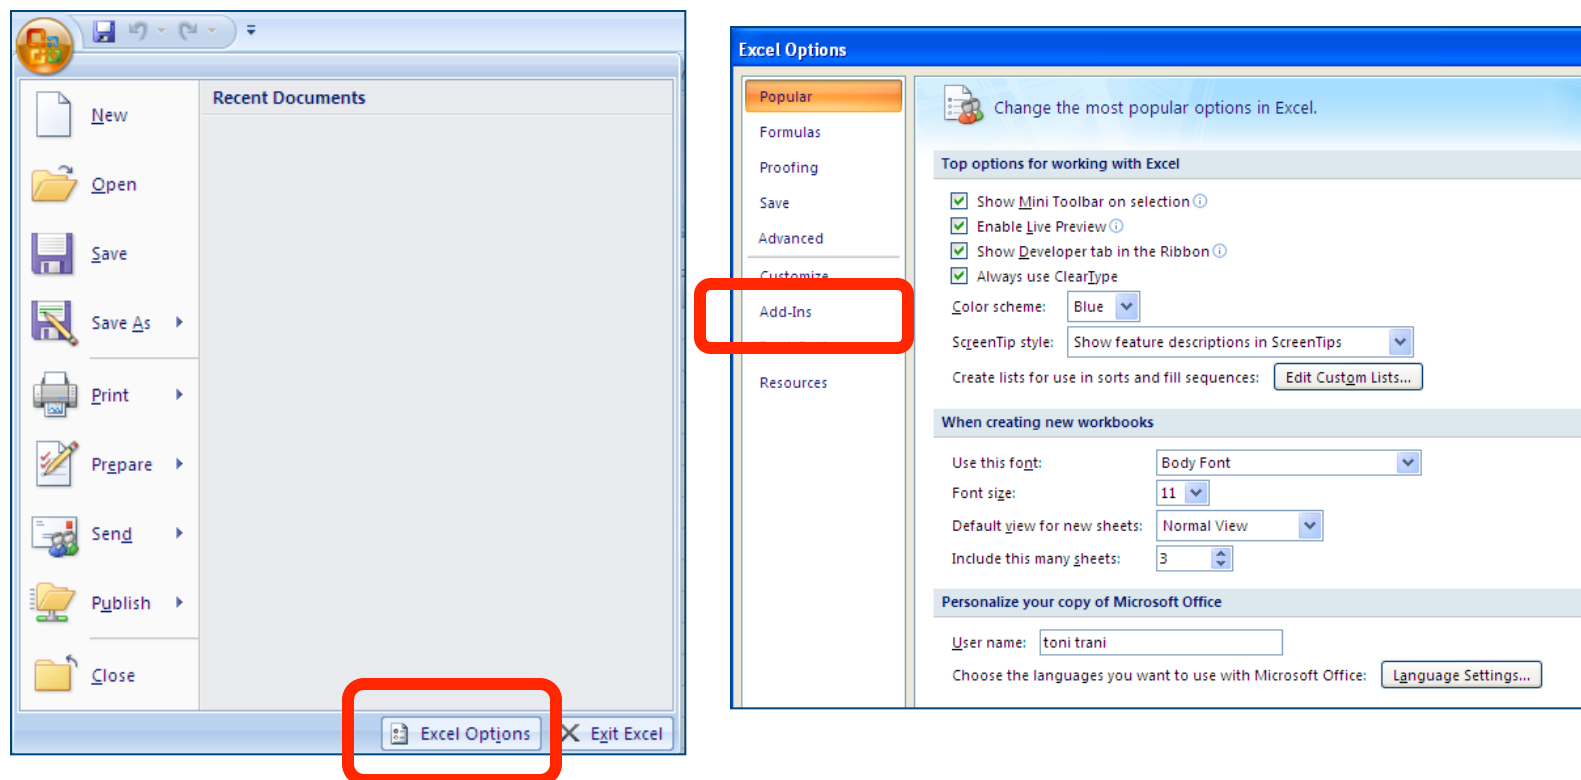 Recent Documents
New
Open
Save
Save As
Print
Prepare
Send
Publish
Close
Excel Options
Exit Excel
Excel Options
Popular
Formulas
Proofing
Save
Advanced
Customize
Add-Ins
Resources
Change the most popular options in Excel.
Top options for working with Excel
Show Mini Toolbar on selection
Enable Live Preview
Show Developer tab in the Ribbon
Always use ClearType
Color scheme: Blue
ScreenTip style: Show feature descriptions in ScreenTips
Create lists for use in sorts and fill sequences: Edit Custom Lists...
When creating new workbooks
Use this font: Body Font
Font size: 11
Default view for new sheets: Normal View
Include this many sheets: 3
Personalize your copy of Microsoft Office
User name: toni trani
Choose the languages you want to use with Microsoft Office: Language Settings...